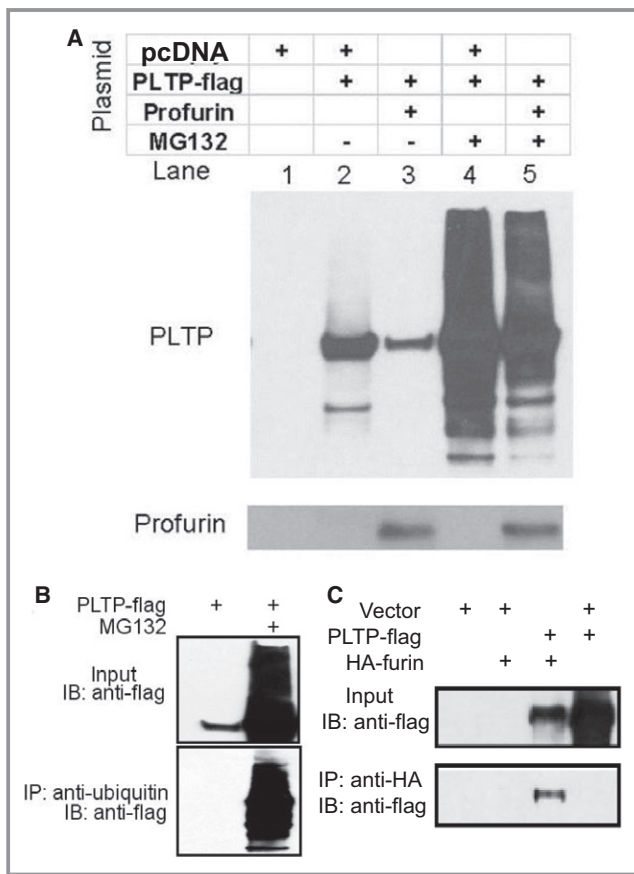 A
Plasmid
pcDNA + + +
PLTP-flag + + + +
Profurin + +
MG132 - - + +
Lane 1 2 3 4 5
PLTP
Profurin
B
PLTP-flag + +
MG132 +
Input
IB: anti-flag
IP: anti-ubiquitin
IB: anti-flag
C
Vector + + +
PLTP-flag + +
HA-furin + +
Input
IB: anti-flag
IP: anti-HA
IB: anti-flag